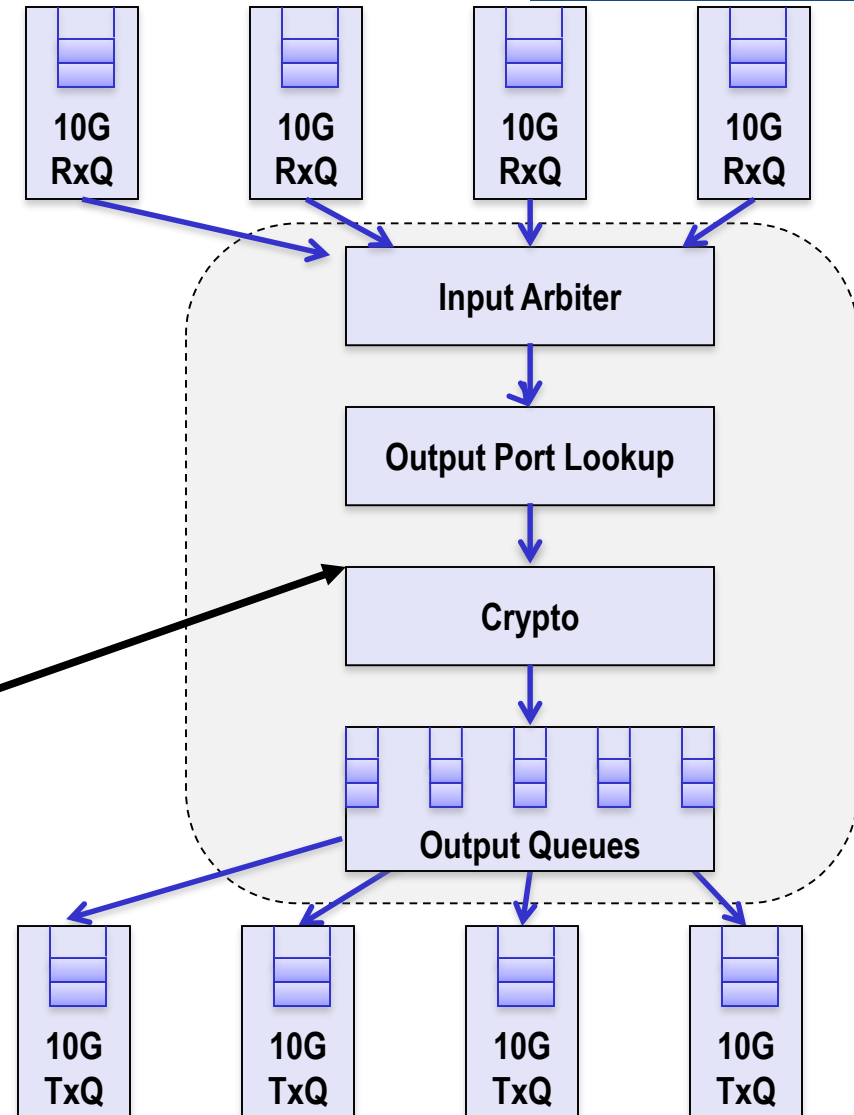 10G
RxQ
10G
RxQ
10G
RxQ
10G
RxQ
Input Arbiter
Output Port Lookup
Crypto
Output Queues
10G
TxQ
10G
TxQ
10G
TxQ
10G
TxQ